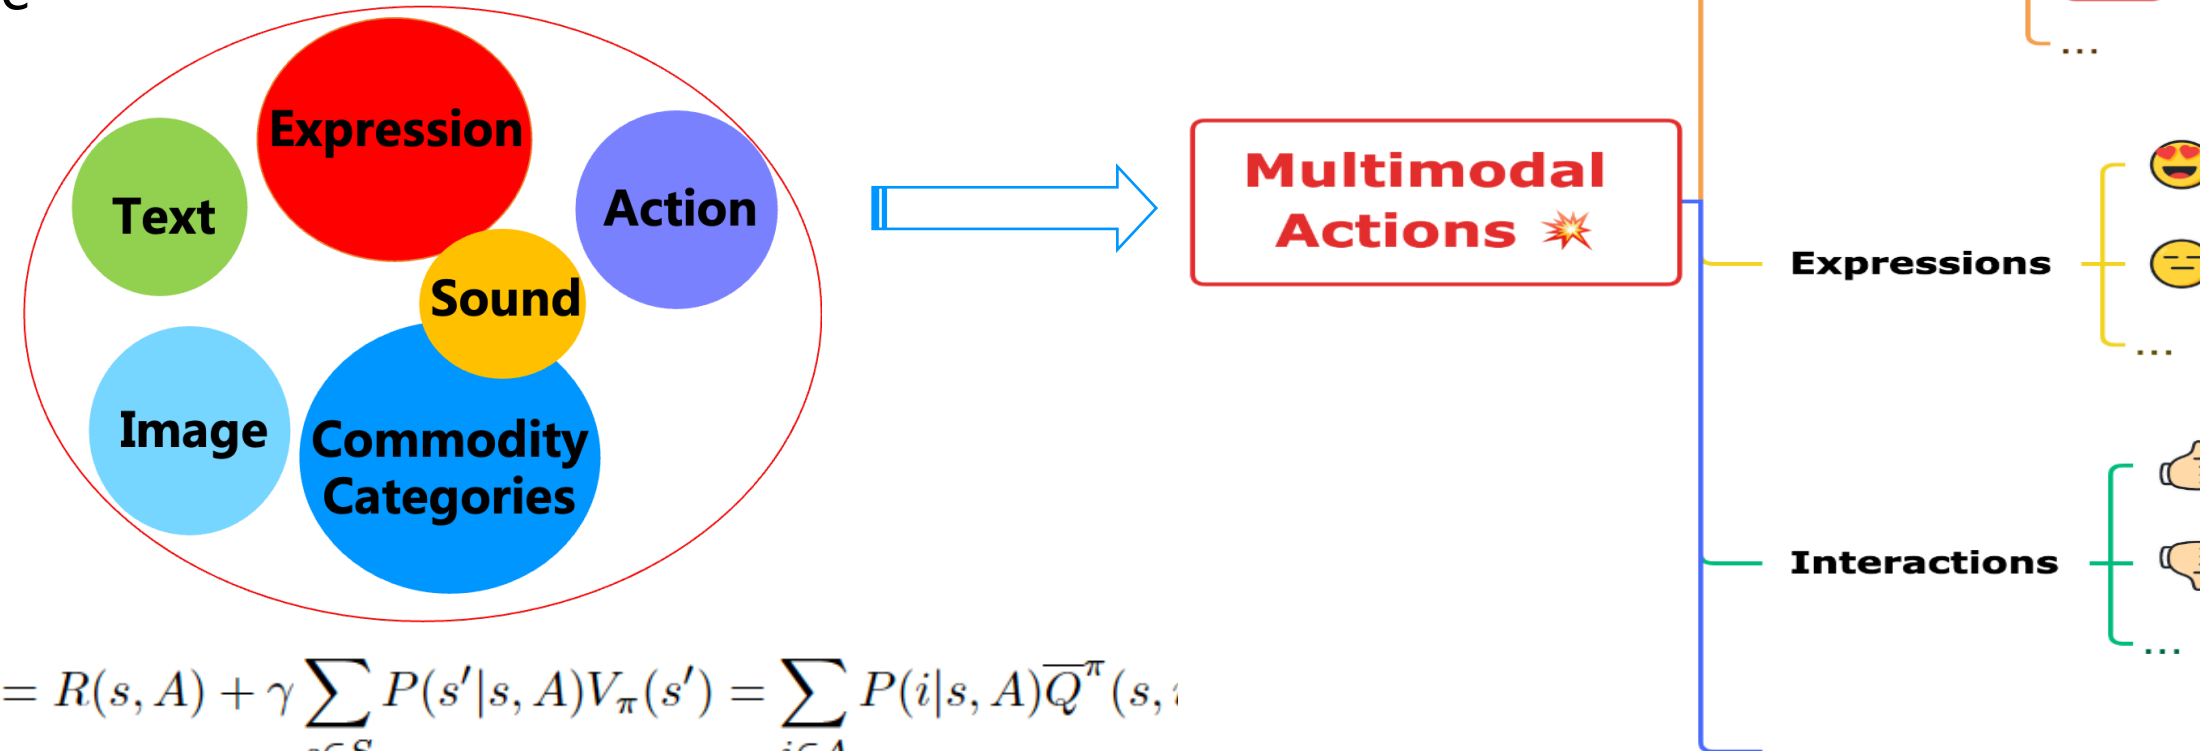 Expression
Text
Action
Sound
Image
Commodity
Categories
Multimodal
Actions 💥
...
Expressions
...
Interactions
...
= R(s, A) + γ ∑ P(s′|s, A)V_π(s′) = ∑ P(i|s, A)Q̅^π(s,